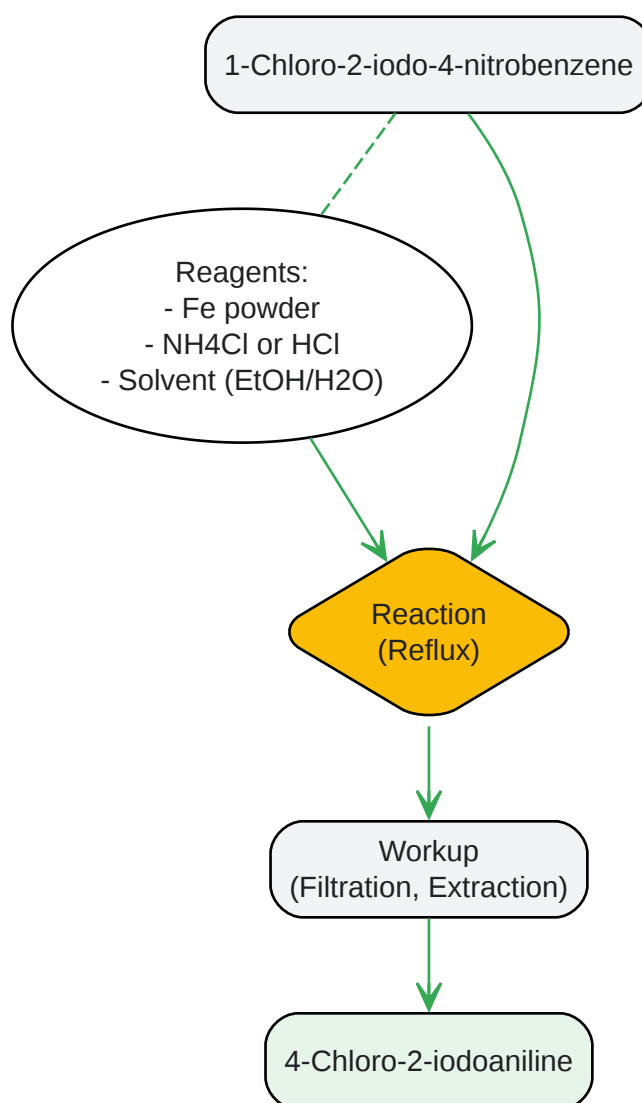 1-Chloro-2-iodo-4-nitrobenzene
Reagents:
- Fe powder
- NH4Cl or HCl
- Solvent (EtOH/H2O)
Reaction
(Reflux)
Workup
(Filtration, Extraction)
4-Chloro-2-iodoaniline